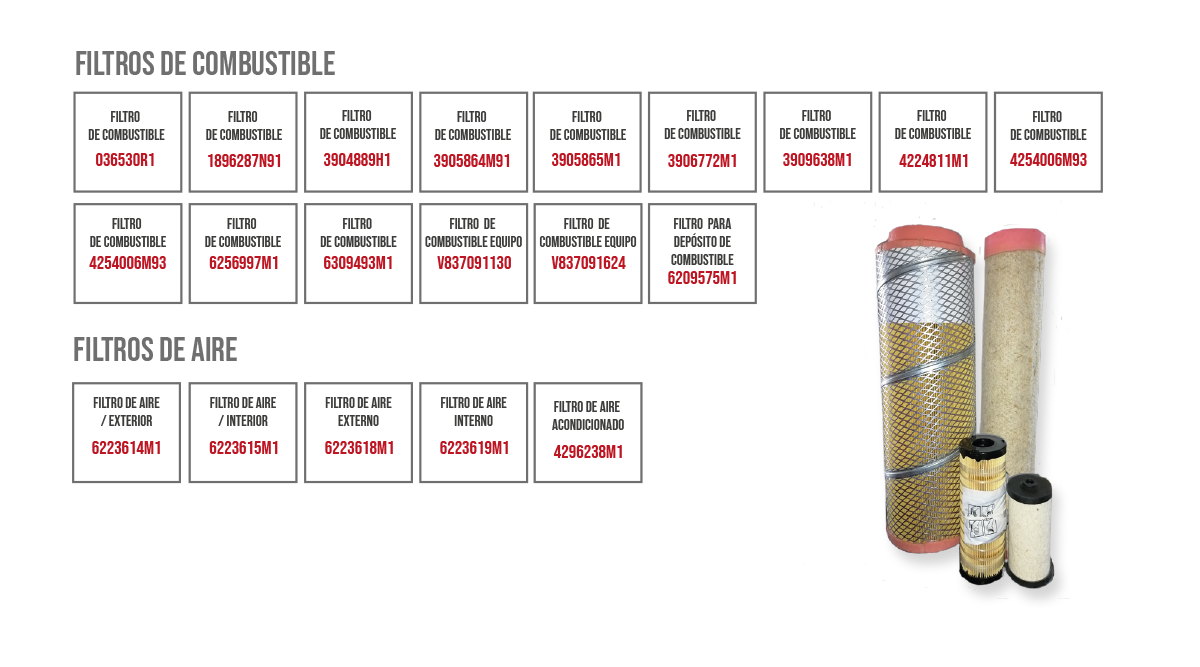 FILTROS DE COMBUSTIBLE
FILTRO
DE COMBUSTIBLE
036530R1
FILTRO
DE COMBUSTIBLE
1896287N91
FILTRO
DE COMBUSTIBLE
3904889H1
FILTRO
DE COMBUSTIBLE
3905864M91
FILTRO
DE COMBUSTIBLE
3905865M1
FILTRO
DE COMBUSTIBLE
3906772M1
FILTRO
DE COMBUSTIBLE
3909638M1
FILTRO
DE COMBUSTIBLE
4224811M1
FILTRO
DE COMBUSTIBLE
4254006M93
FILTRO
DE COMBUSTIBLE
4254006M93
FILTRO
DE COMBUSTIBLE
6256997M1
FILTRO
DE COMBUSTIBLE
6309493M1
FILTRO DE
COMBUSTIBLE EQUIPO
V837091130
FILTRO DE
COMBUSTIBLE EQUIPO
V837091624
FILTRO PARA
DEPÓSITO DE
COMBUSTIBLE
6209575M1
FILTROS DE AIRE
FILTRO DE AIRE
/ EXTERIOR
6223614M1
FILTRO DE AIRE
/ INTERIOR
6223615M1
FILTRO DE AIRE
EXTERNO
6223618M1
FILTRO DE AIRE
INTERNO
6223619M1
FILTRO DE AIRE
ACONDICIONADO
4296238M1